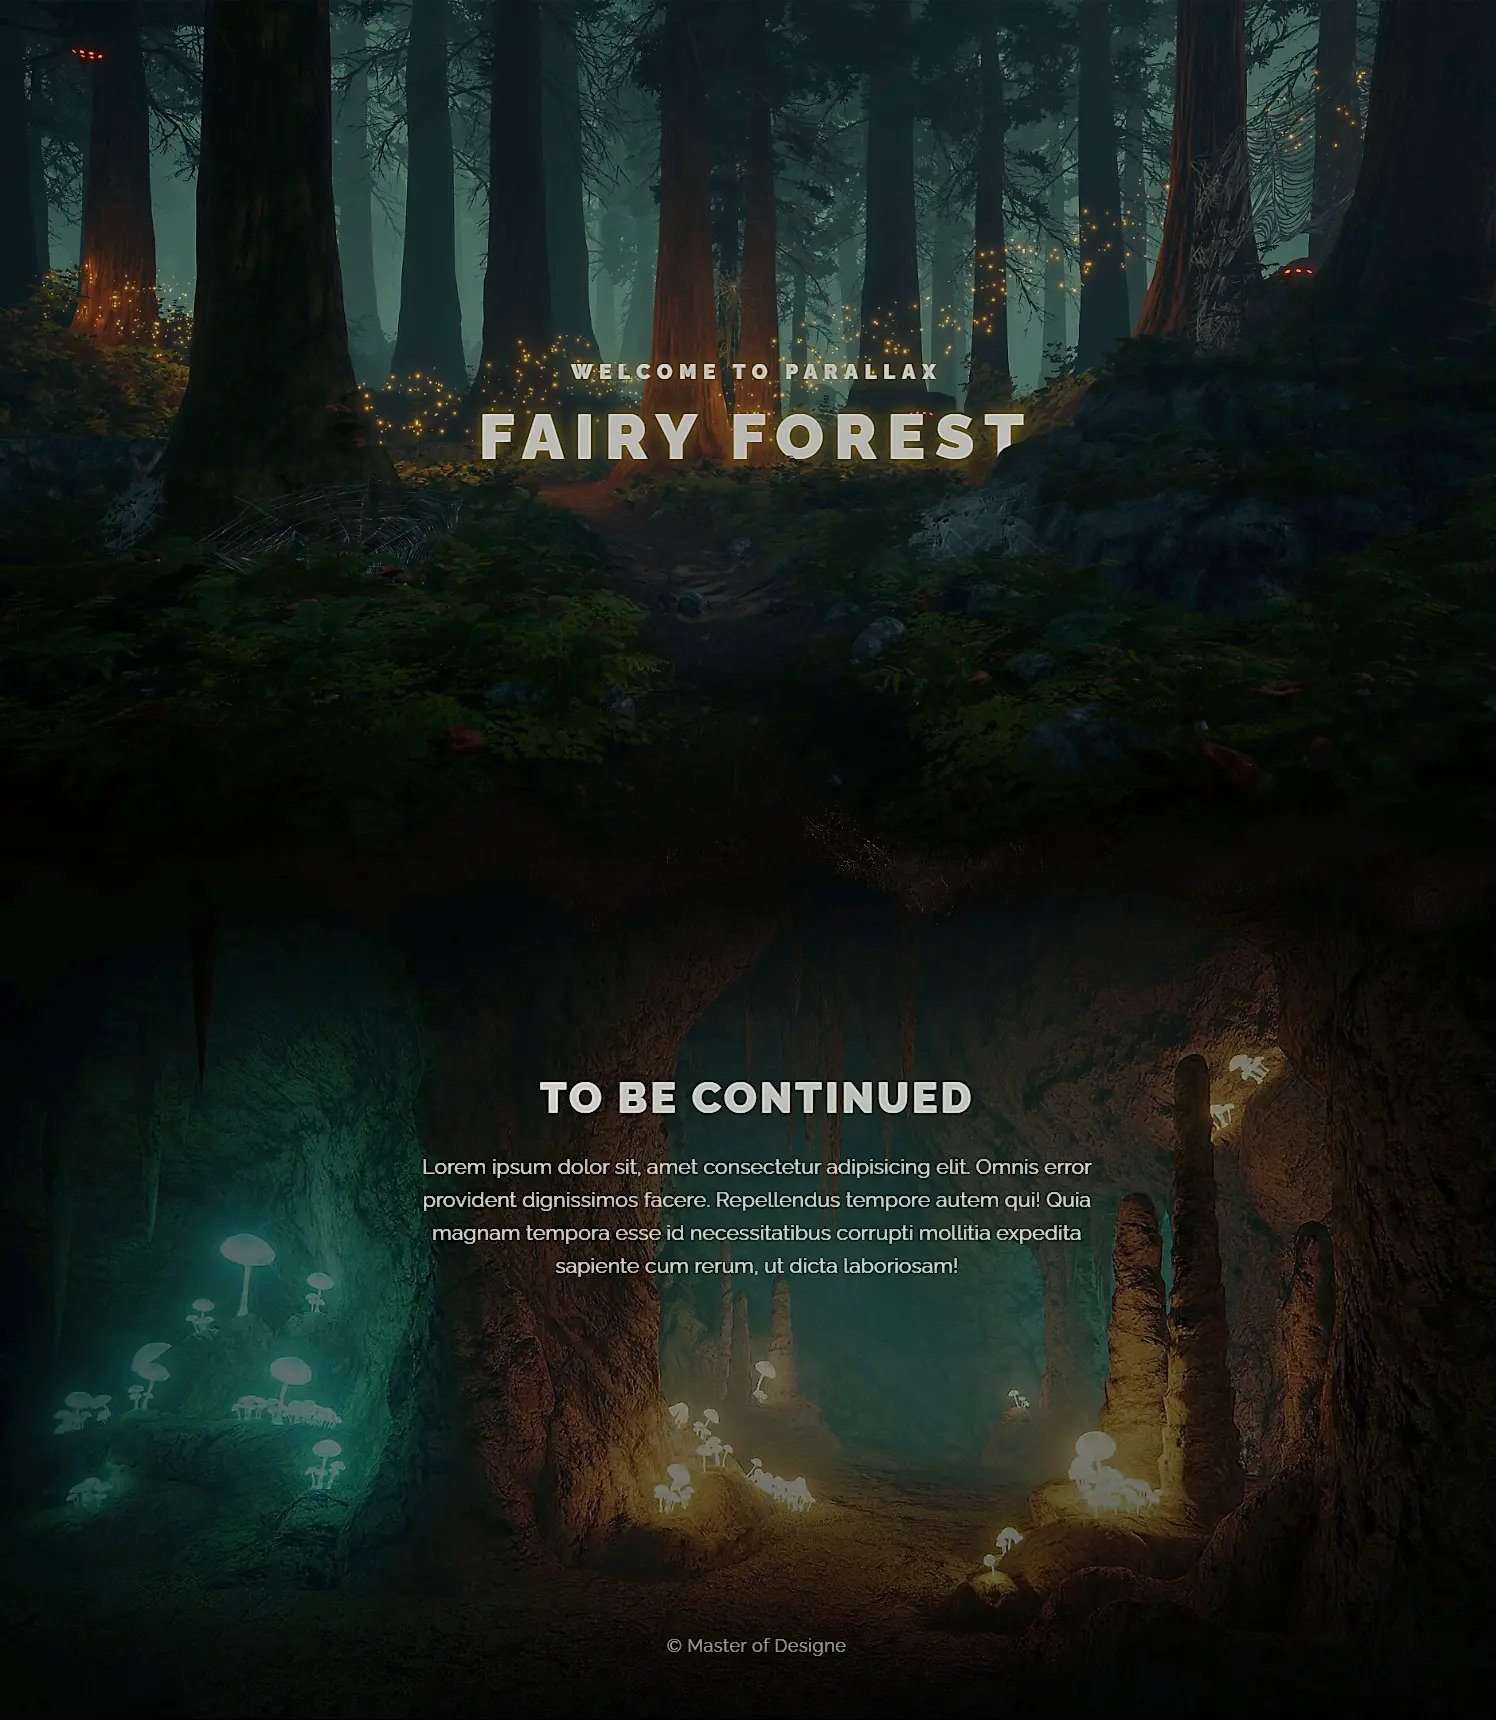 WELCOME TO PARALLAX
FAIRY FOREST
TO BE CONTINUED
Lorem ipsum dolor sit, amet consectetur adipisicing elit. Omnis error
provident dignissimos facere. Repellendus tempore autem qui! Quia
magnam tempora esse id necessitatibus corrupti mollitia expedita
sapiente cum rerum, ut dicta laboriosam!
© Master of Designe